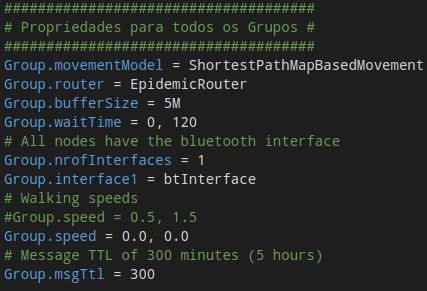 #####################################
# Propriedades para todos os Grupos #
#####################################
Group.movementModel = ShortestPathMapBasedMovement
Group.router = EpidemicRouter
Group.bufferSize = 5M
Group.waitTime = 0, 120
# All nodes have the bluetooth interface
Group.nrofInterfaces = 1
Group.interface1 = btInterface
# Walking speeds
#Group.speed = 0.5, 1.5
Group.speed = 0.0, 0.0
# Message TTL of 300 minutes (5 hours)
Group.msgTtl = 300